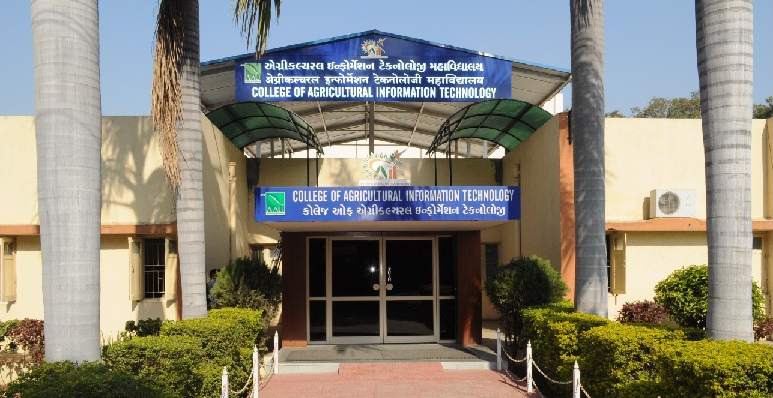 એગ્રીકલ્ચરલ ઇન્ફોર્મેશન ટેકનોલોજી મહાવિદ્યાલય
अेग्रीकल्चरल इन्फोर्मेशन टेकनोलोजी महाविद्यालय
COLLEGE OF AGRICULTURAL INFORMATION TECHNOLOGY
COLLEGE OF AGRICULTURAL INFORMATION TECHNOLOGY
કોલેજ ઓફ એગ્રીકલ્ચરલ ઇન્ફોર્મેશન ટેકનોલોજી